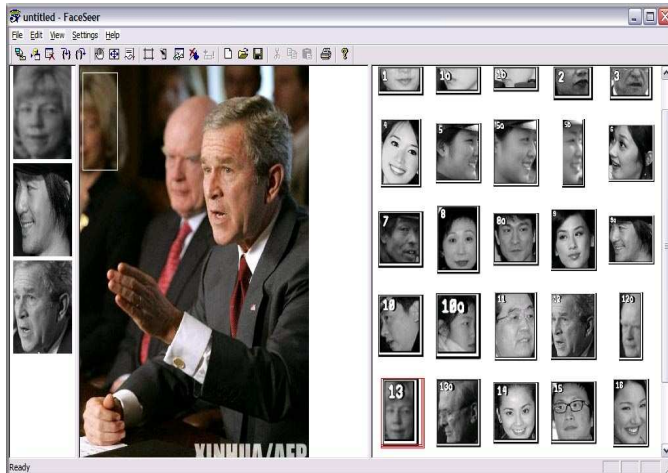 untitled - FaceSeer
File Edit View Settings Help
1 1a 1b 2 3
4 5 5a 5b 6
7 8 8a 9 9a
10 10a 11 12 12a
13 13a 14 15 16
XINHUA/AFP
Ready